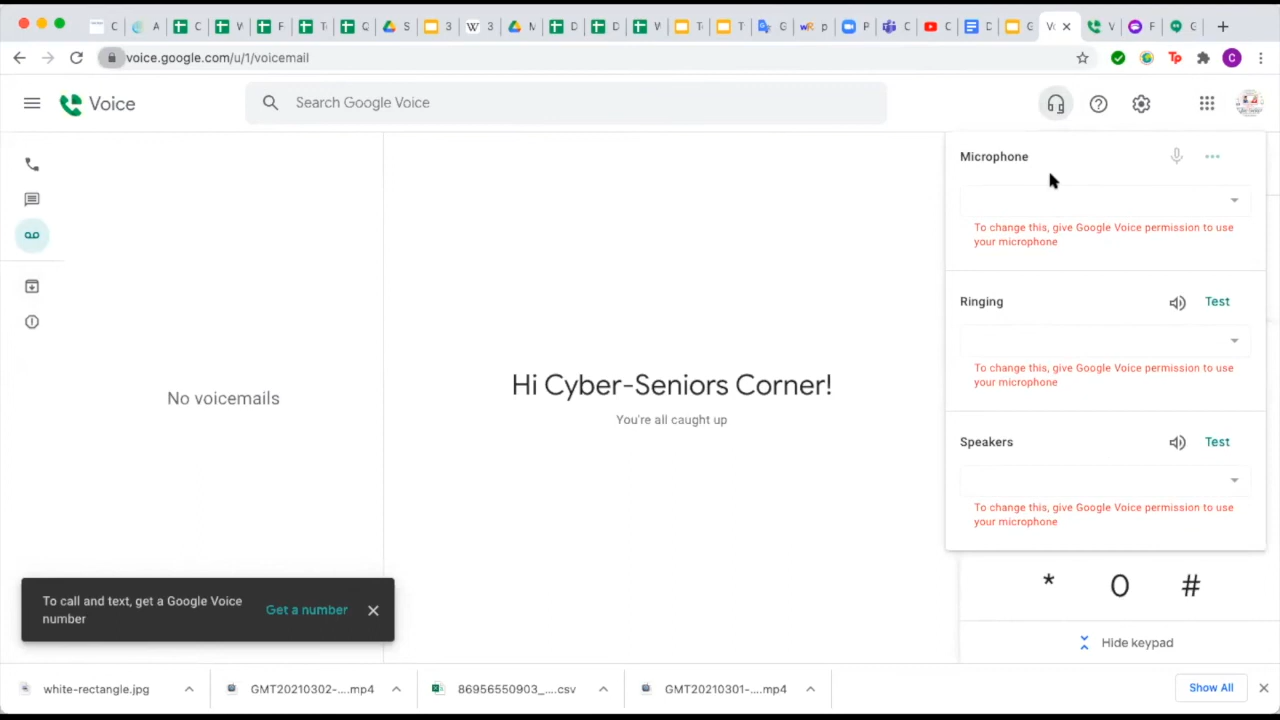 voice.google.com/u/1/voicemail
Tp
C
Voice
Search Google Voice
Microphone
To change this, give Google Voice permission to use
your microphone
Ringing
Test
To change this, give Google Voice permission to use
your microphone
Speakers
Test
To change this, give Google Voice permission to use
your microphone
No voicemails
Hi Cyber-Seniors Corner!
You're all caught up
To call and text, get a Google Voice
number
Get a number
* 0 #
Hide keypad
white-rectangle.jpg
GMT20210302-....mp4
86956550903_....csv
GMT20210301-....mp4
Show All